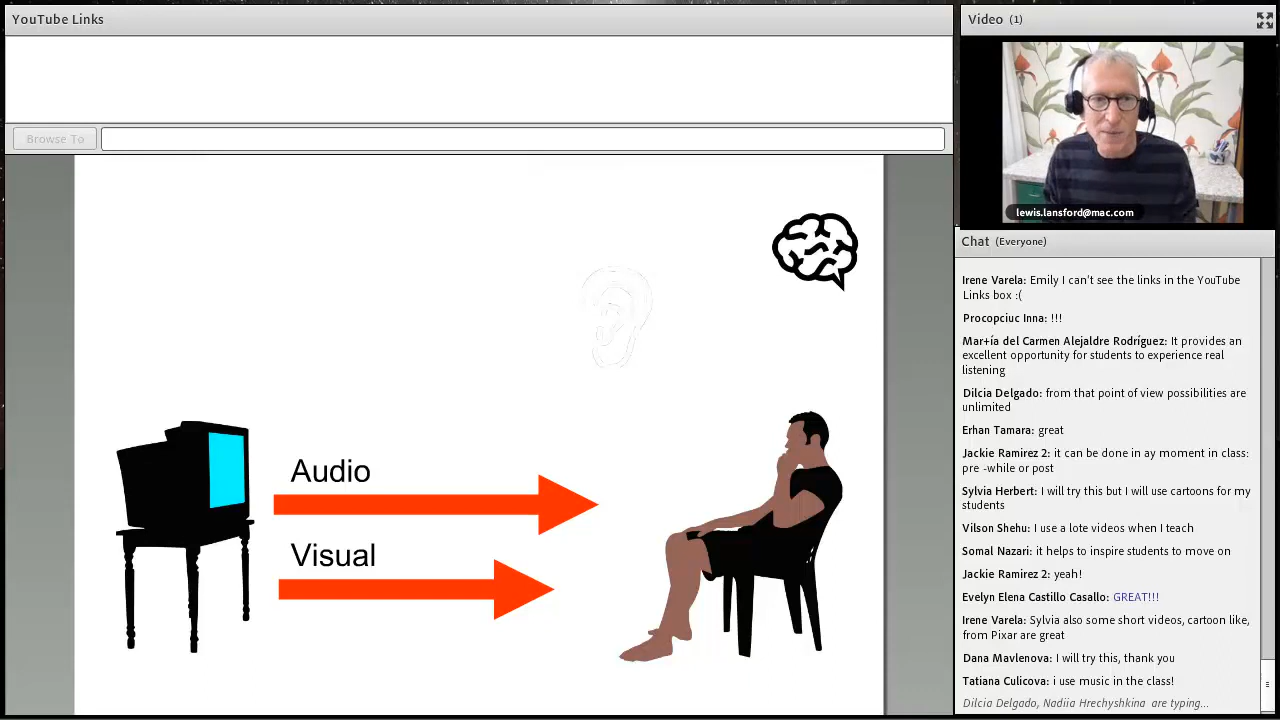 YouTube Links
Browse To
Audio
Visual
Video (1)
lewis.lansford@mac.com
Chat (Everyone)
Irene Varela: Emily I can't see the links in the YouTube
Links box :(
Procopciuc Inna: !!!
Mar+ía del Carmen Alejaldre Rodríguez: It provides an
excellent opportunity for students to experience real
listening
Dilcia Delgado: from that point of view possibilities are
unlimited
Erhan Tamara: great
Jackie Ramirez 2: it can be done in ay moment in class:
pre -while or post
Sylvia Herbert: I will try this but I will use cartoons for my
students
Vilson Shehu: I use a lote videos when I teach
Somal Nazari: it helps to inspire students to move on
Jackie Ramirez 2: yeah!
Evelyn Elena Castillo Casallo: GREAT!!!
Irene Varela: Sylvia also some short videos, cartoon like,
from Pixar are great
Dana Mavlenova: I will try this, thank you
Tatiana Culicova: i use music in the class!
Dilcia Delgado, Nadiia Hrechyshkina are typing...